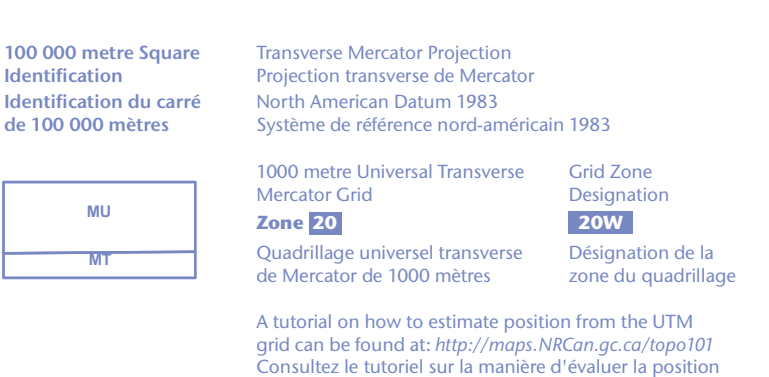 100 000 metre Square
Identification
Identification du carré
de 100 000 mètres
MU
MT
Transverse Mercator Projection
Projection transverse de Mercator
North American Datum 1983
Système de référence nord-américain 1983
1000 metre Universal Transverse
Mercator Grid
Zone 20
Quadrillage universel transverse
de Mercator de 1000 mètres
Grid Zone
Designation
20W
Désignation de la
zone du quadrillage
A tutorial on how to estimate position from the UTM
grid can be found at: http://maps.NRCan.gc.ca/topo101
Consultez le tutoriel sur la manière d'évaluer la position